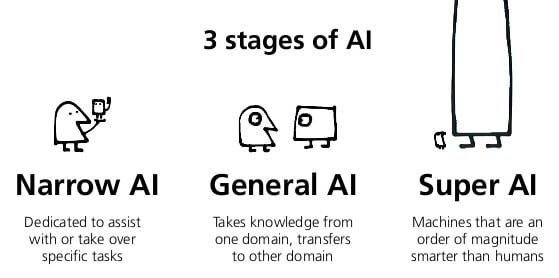 3 stages of AI
Narrow AI
Dedicated to assist
with or take over
specific tasks
General AI
Takes knowledge from
one domain, transfers
to other domain
Super AI
Machines that are an
order of magnitude
smarter than humans